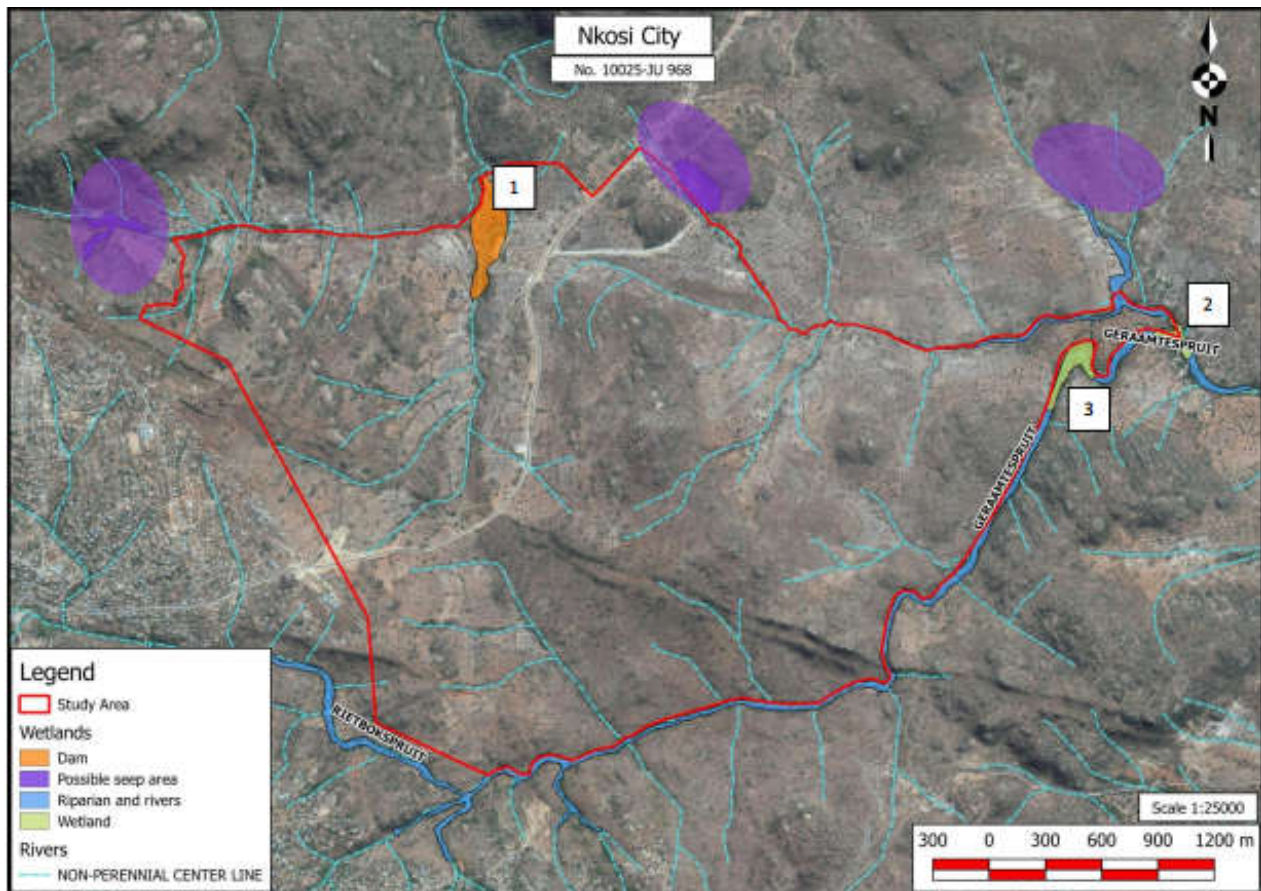 Nkosi City
No. 10025-JU 968
N
1
2
GERAAMTESPRUIT
3
GERAAMTESPRUIT
RIETBOKSPRUIT
Legend
Study Area
Wetlands
Dam
Possible seep area
Riparian and rivers
Wetland
Rivers
NON-PERENNIAL CENTER LINE
Scale 1:25000
300 0 300 600 900 1200 m